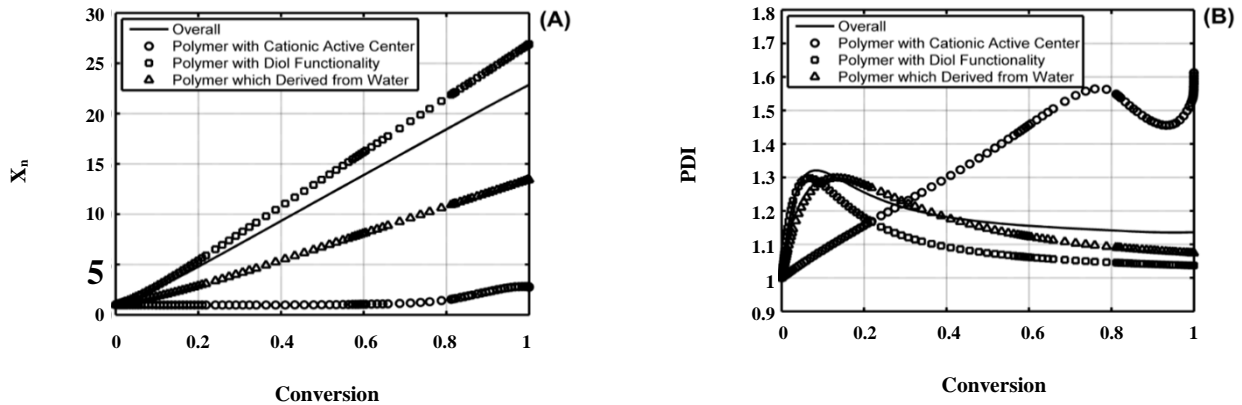 (A)
30
25
20
15
10
5
0
Xn
Overall
Polymer with Cationic Active Center
Polymer with Diol Functionality
Polymer which Derived from Water
0 0.2 0.4 0.6 0.8 1
Conversion
(B)
1.8
1.7
1.6
1.5
1.4
1.3
1.2
1.1
1
0.9
PDI
Overall
Polymer with Cationic Active Center
Polymer with Diol Functionality
Polymer which Derived from Water
0 0.2 0.4 0.6 0.8 1
Conversion